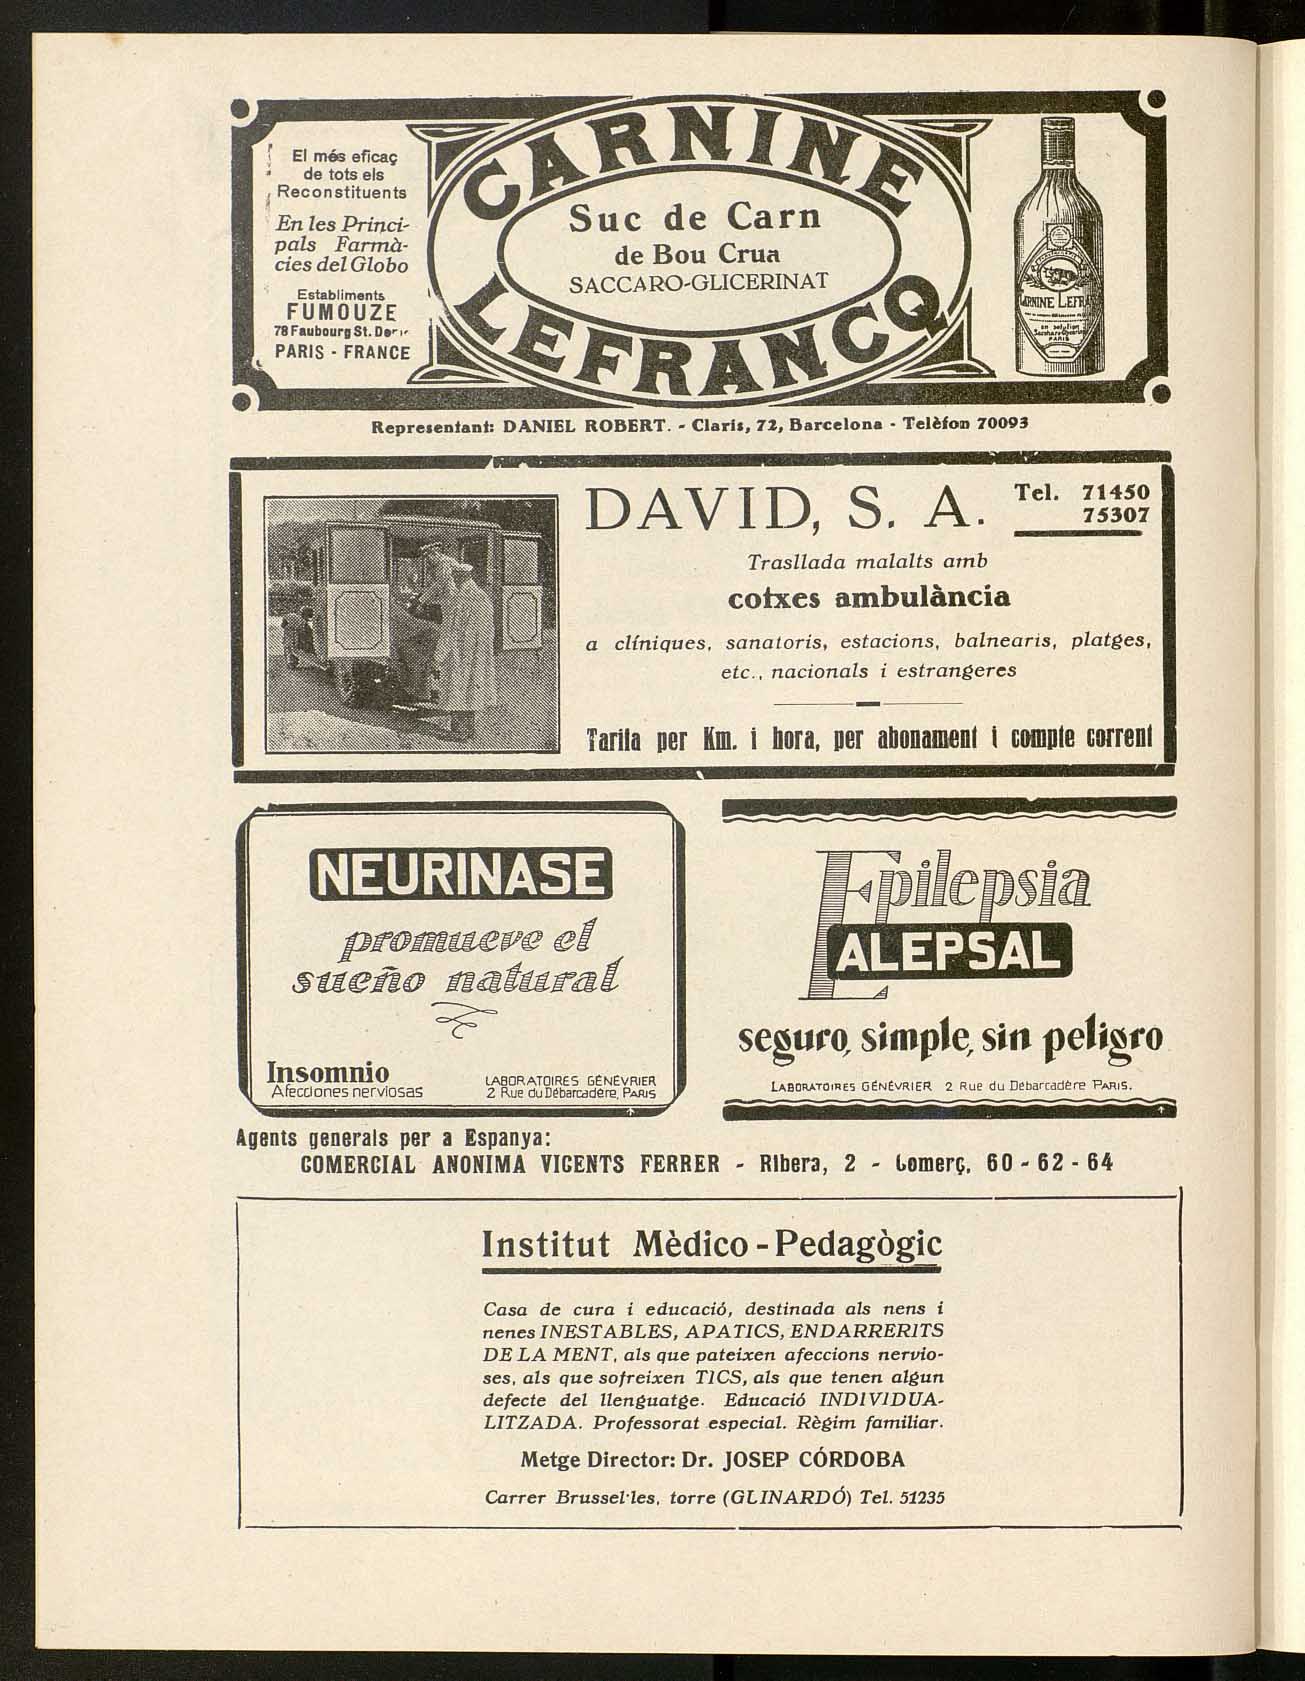 El més eficaç
de tots els
Reconstituents
En les Princi-
pals Farmà-
cies del Globo
Establiments
FUMOUZE
78 Faubourg St.
PARIS - FRANCE
CARNINE
Suc de Carn
de Bou Crua
SACCARO-GLICERINAT
LEFRANCQ
CARNINE LEFRA
en solution
PARIS
Representant: DANIEL ROBERT. - Claris, 72, Barcelona - Telèfon 70093
DAVID, S. A.
Tel. 71450
75307
Trasllada malalts amb
cotxes ambulància
a clíniques, sanatoris, estacions, balnearis, platges,
etc., nacionals i estrangeres
Tarifa per Km. i hora, per abonament i compte corrent
NEURINASE
promueve el
sueño natural
Insomnio
Afecciones nerviosas
LABORATOIRES GÉNÉVRIER
2 Rue du Débarcadère, PARIS
Epilepsia
ALEPSAL
seguro, simple, sin peligro
LABORATOIRES GÉNÉVRIER 2 Rue du Débarcadère PARIS.
Agents generals per a Espanya:
COMERCIAL ANONIMA VICENTS FERRER - Ribera, 2 - Comerç, 60 - 62 - 64
Institut Mèdico - Pedagògic
Casa de cura i educació, destinada als nens i
nenes INESTABLES, APATICS, ENDARRERITS
DE LA MENT, als que pateixen afeccions nervio-
ses, als que sofreixen TICS, als que tenen algun
defecte del llenguatge. Educació INDIVIDUA-
LITZADA. Professorat especial. Règim familiar.
Metge Director: Dr. JOSEP CÓRDOBA
Carrer Brussel·les, torre (GLINARDÓ) Tel. 51235